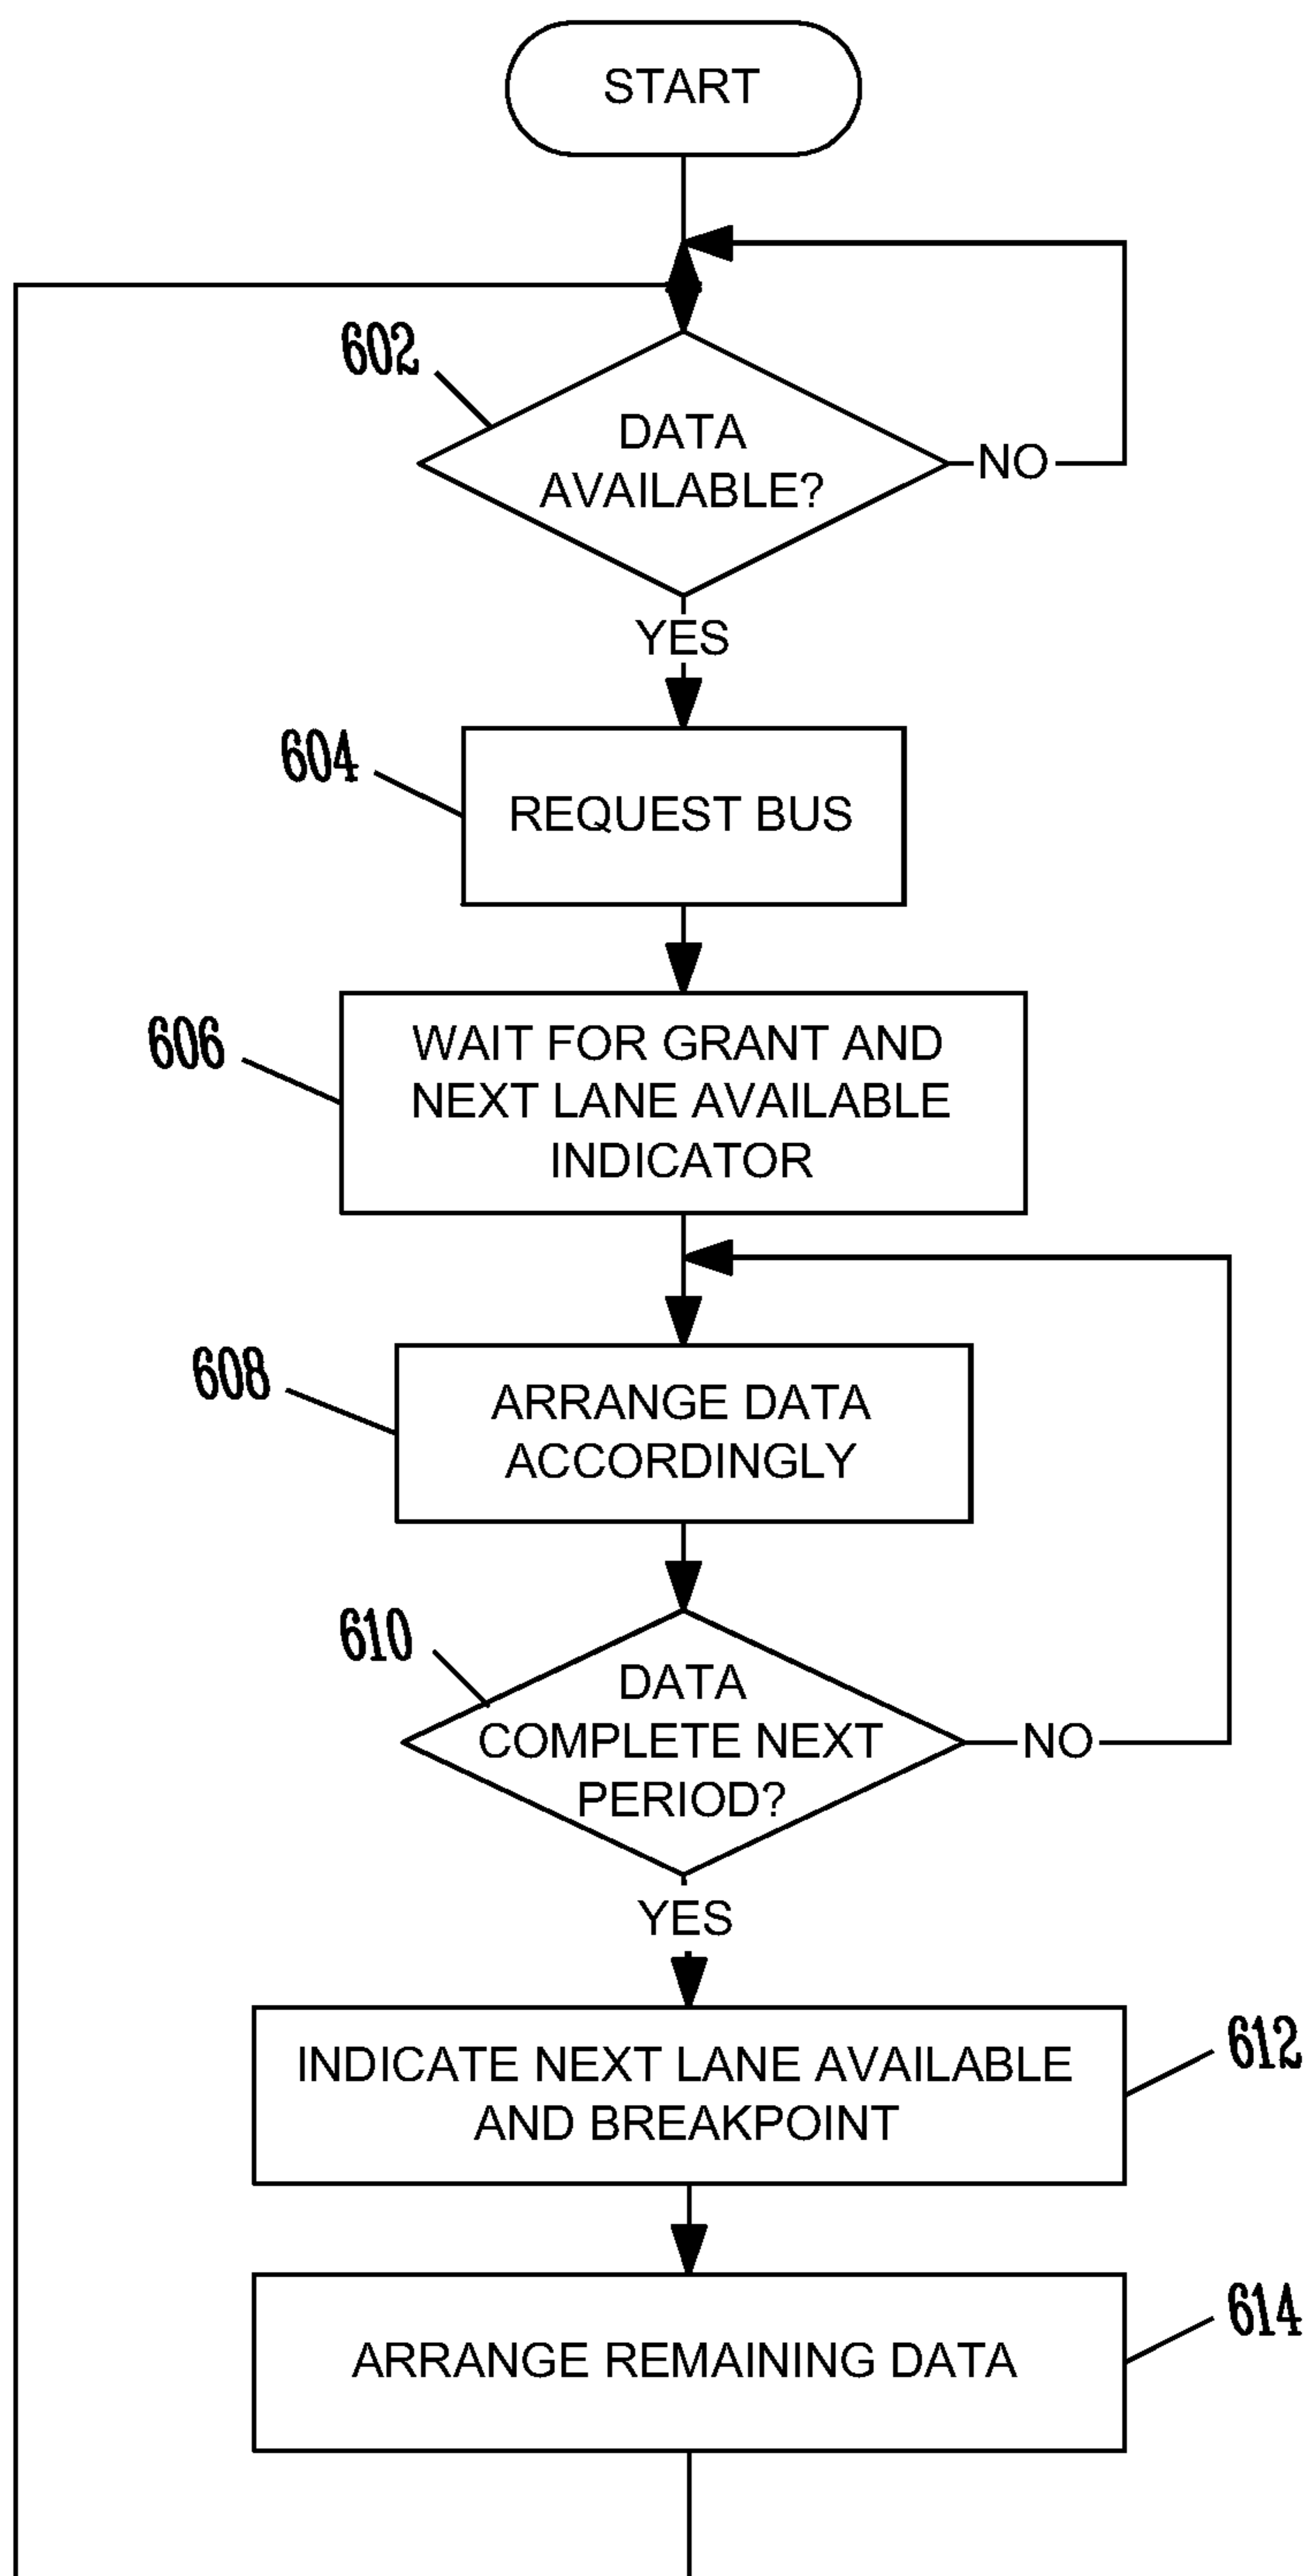 START
602
DATA
AVAILABLE?
NO
YES
604
REQUEST BUS
606
WAIT FOR GRANT AND
NEXT LANE AVAILABLE
INDICATOR
608
ARRANGE DATA
ACCORDINGLY
610
DATA
COMPLETE NEXT
PERIOD?
NO
YES
INDICATE NEXT LANE AVAILABLE
AND BREAKPOINT
612
ARRANGE REMAINING DATA
614